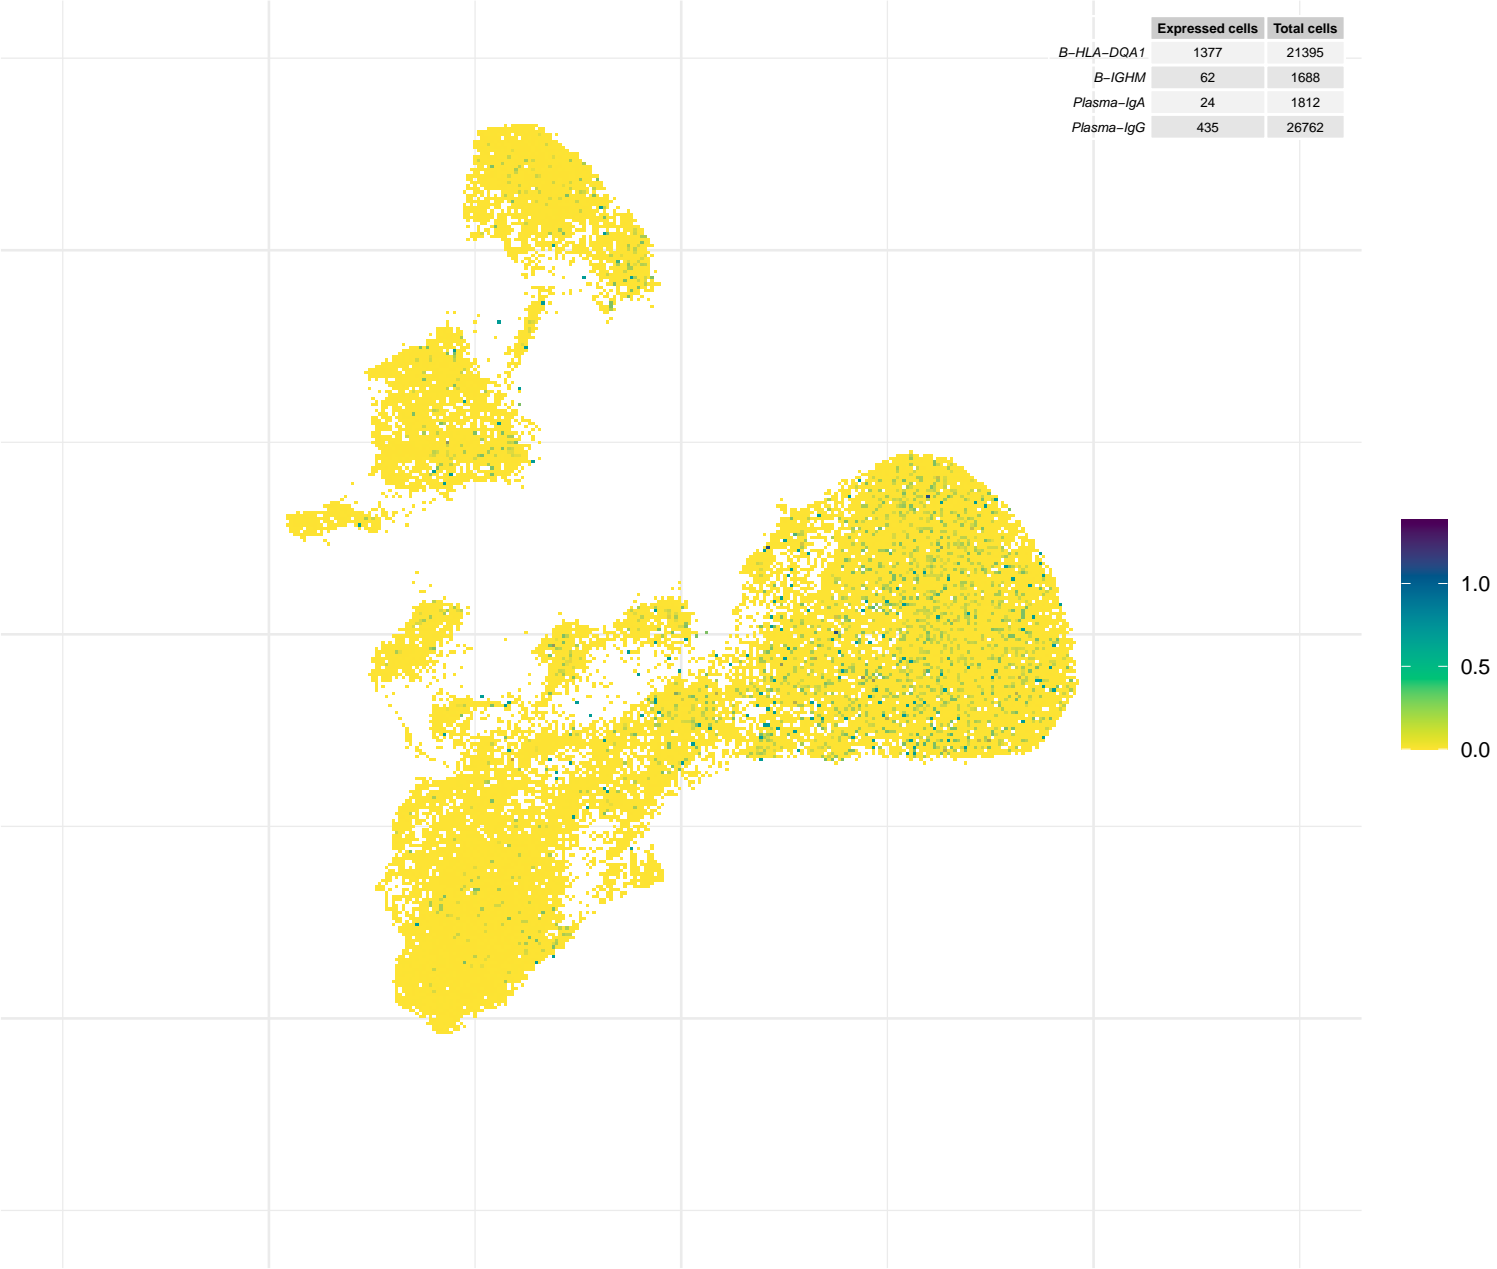 Expressed cells Total cells
B−HLA−DQA1 1377 21395
B−IGHM 62 1688
Plasma−IgA 24 1812
Plasma−IgG 435 26762
1.0
0.5
0.0